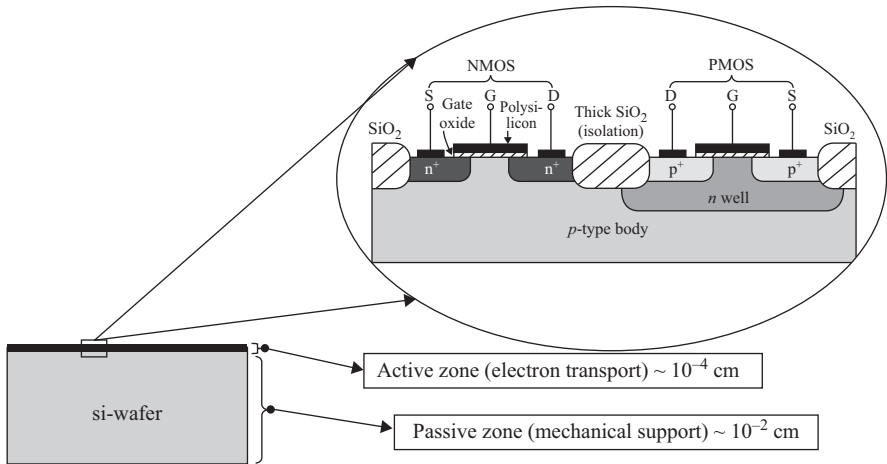 NMOS
PMOS
S
G
D
D
G
S
Gate
oxide
Polysi-
licon
Thick SiO₂
(isolation)
SiO₂
SiO₂
n⁺
n⁺
p⁺
p⁺
n well
p-type body
Active zone (electron transport) ~ 10⁻⁴ cm
si-wafer
Passive zone (mechanical support) ~ 10⁻² cm